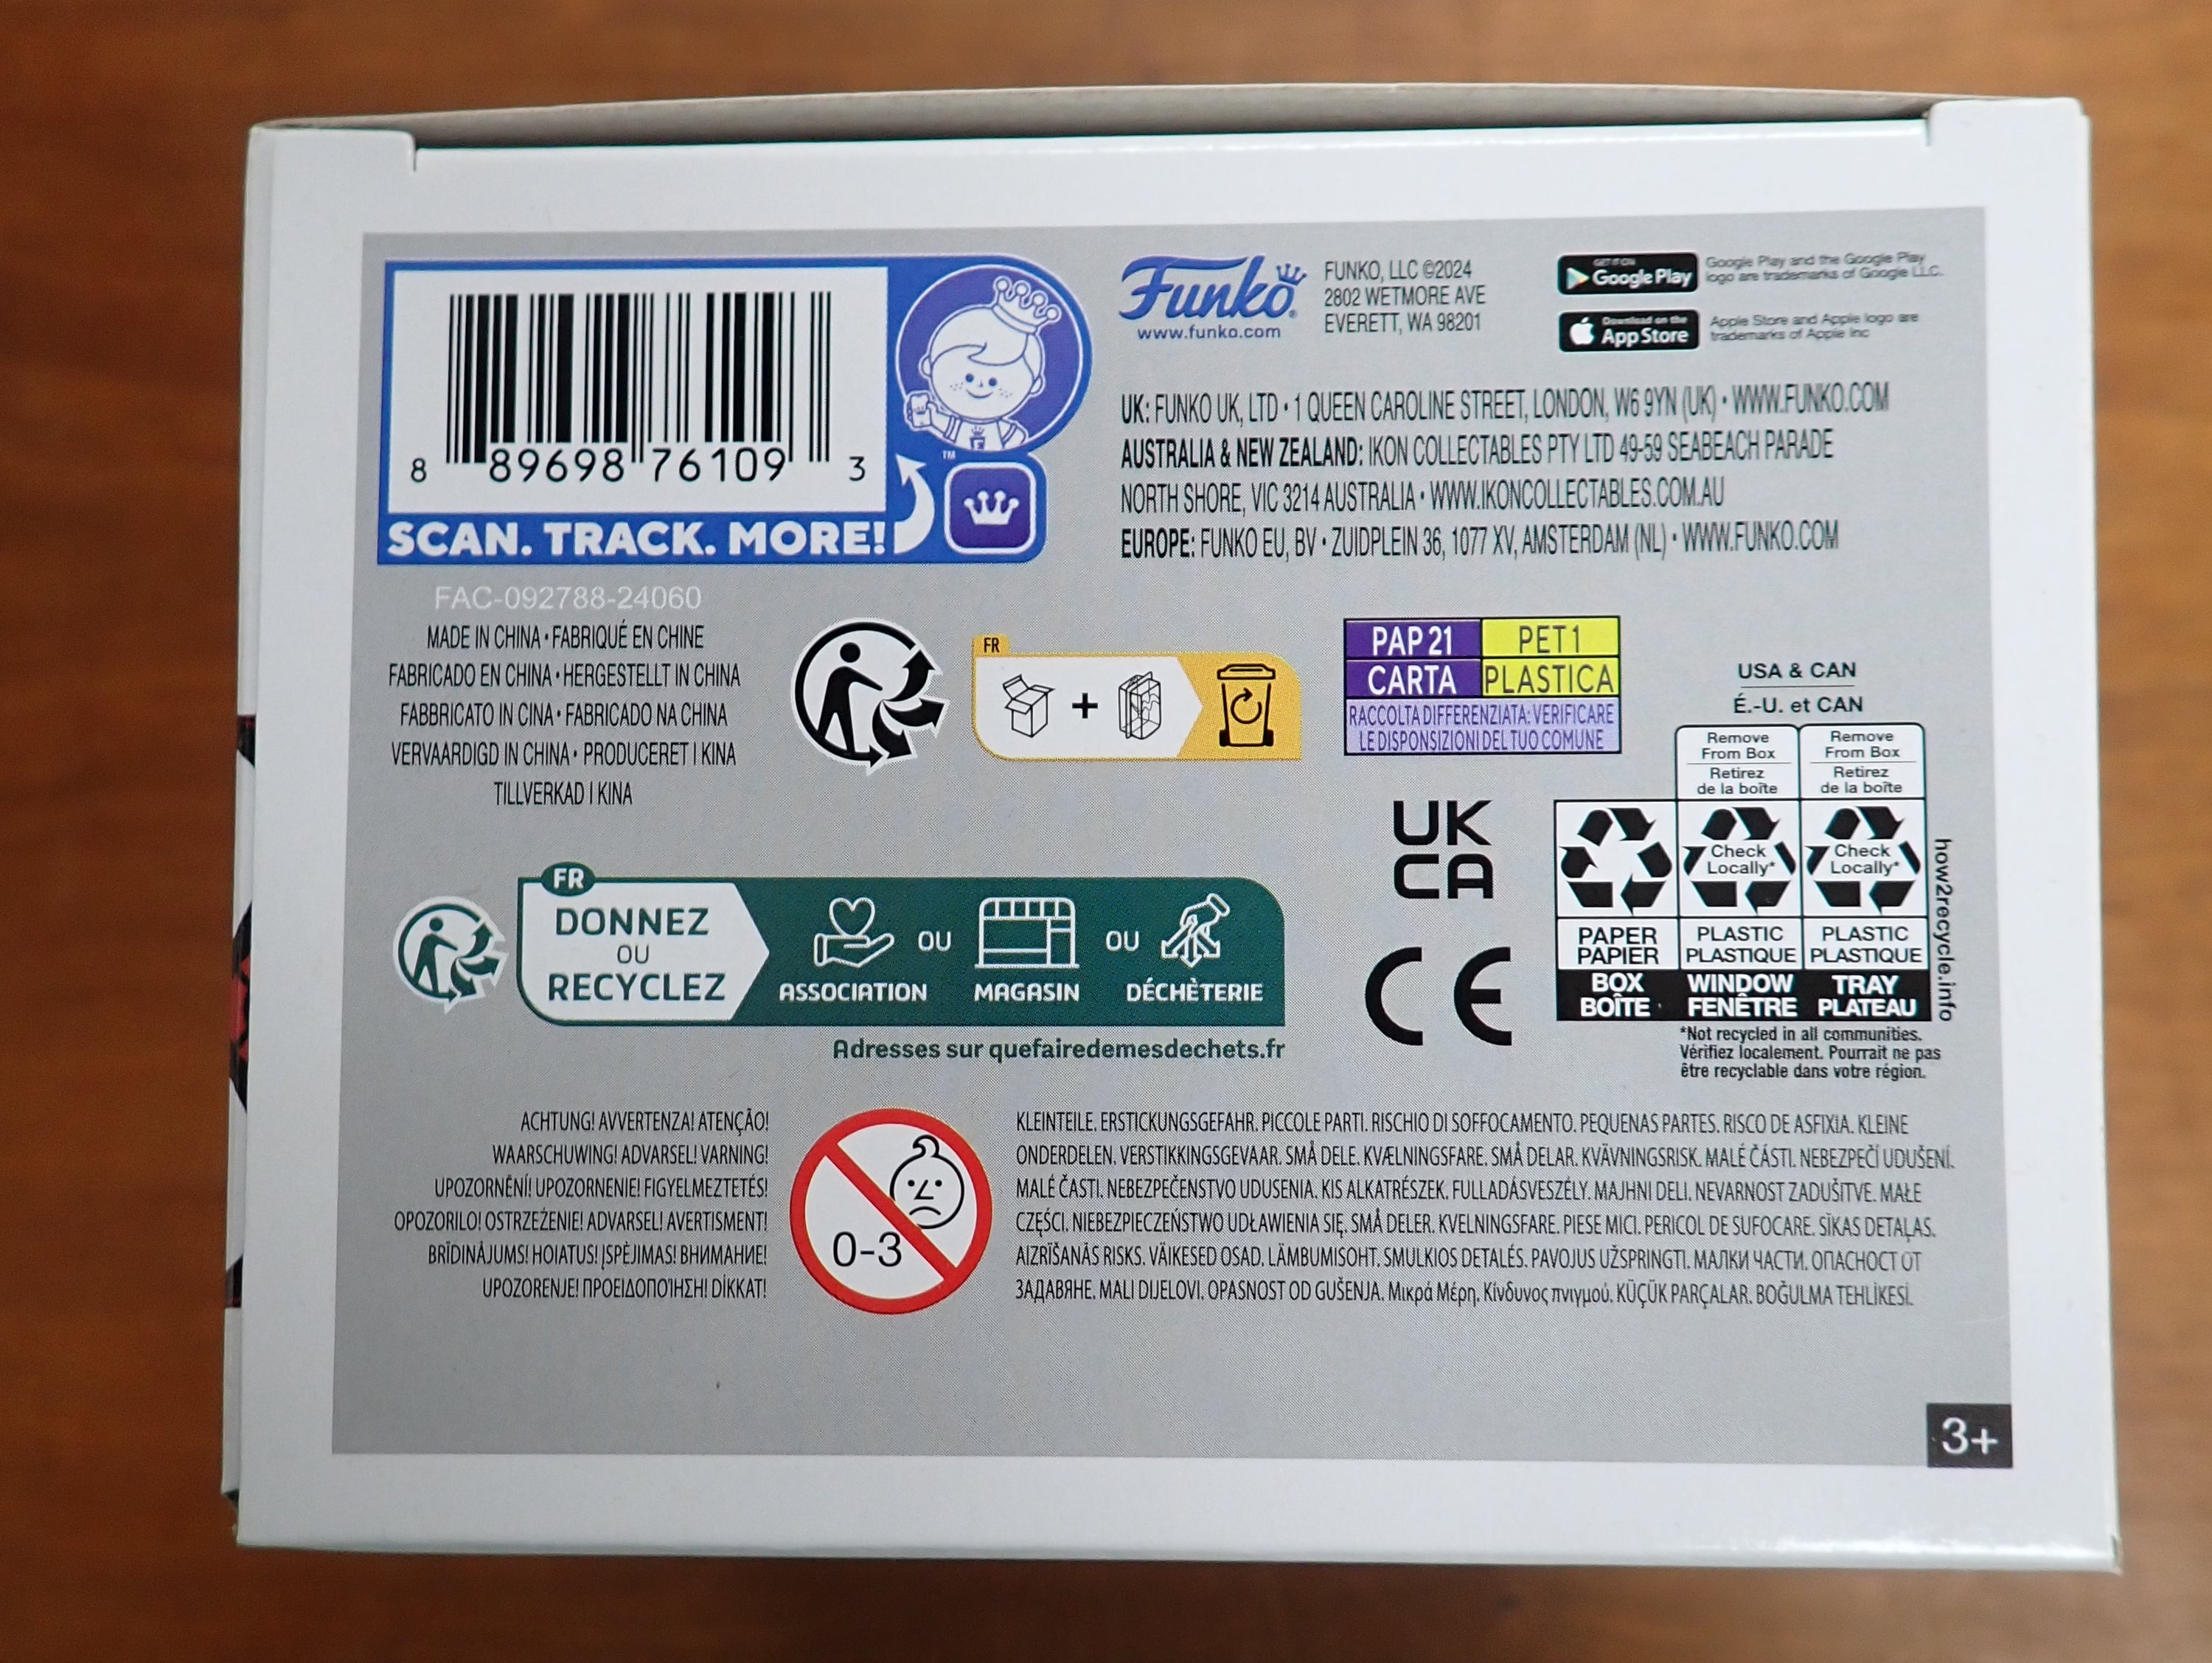 8 89698 76109 3
SCAN. TRACK. MORE!
TM
Funko®
www.funko.com
FUNKO, LLC ©2024
2802 WETMORE AVE
EVERETT, WA 98201
GET IT ON
Google Play
Google Play and the Google Play
logo are trademarks of Google LLC.
Download on the
App Store
Apple Store and Apple logo are
trademarks of Apple Inc
UK: FUNKO UK, LTD • 1 QUEEN CAROLINE STREET, LONDON, W6 9YN (UK) • WWW.FUNKO.COM
AUSTRALIA & NEW ZEALAND: IKON COLLECTABLES PTY LTD 49-59 SEABEACH PARADE
NORTH SHORE, VIC 3214 AUSTRALIA • WWW.IKONCOLLECTABLES.COM.AU
EUROPE: FUNKO EU, BV • ZUIDPLEIN 36, 1077 XV, AMSTERDAM (NL) • WWW.FUNKO.COM
FAC-092788-24060
MADE IN CHINA • FABRIQUÉ EN CHINE
FABRICADO EN CHINA • HERGESTELLT IN CHINA
FABBRICATO IN CINA • FABRICADO NA CHINA
VERVAARDIGD IN CHINA • PRODUCERET I KINA
TILLVERKAD I KINA
FR
+
PAP 21 PET 1
CARTA PLASTICA
RACCOLTA DIFFERENZIATA: VERIFICARE
LE DISPONSIZIONI DEL TUO COMUNE
USA & CAN
É.-U. et CAN
Remove
From Box
Retirez
de la boîte
Remove
From Box
Retirez
de la boîte
Check
Locally*
Check
Locally*
PAPER
PAPIER
PLASTIC
PLASTIQUE
PLASTIC
PLASTIQUE
BOX
BOÎTE
WINDOW
FENÊTRE
TRAY
PLATEAU
how2recycle.info
*Not recycled in all communities.
Vérifiez localement. Pourrait ne pas
être recyclable dans votre région.
UK
CA
CE
FR
DONNEZ
OU
RECYCLEZ
ASSOCIATION
OU
MAGASIN
OU
DÉCHÈTERIE
Adresses sur quefairedemesdechets.fr
ACHTUNG! AVVERTENZA! ATENÇÃO!
WAARSCHUWING! ADVARSEL! VARNING!
UPOZORNĚNÍ! UPOZORNENIE! FIGYELMEZTETÉS!
OPOZORILO! OSTRZEŻENIE! ADVARSEL! AVERTISMENT!
BRĪDINĀJUMS! HOIATUS! ĮSPĖJIMAS! ВНИМАНИЕ!
UPOZORENJE! ΠΡΟΕΙΔΟΠΟΊΗΣΗ! DİKKAT!
0-3
KLEINTEILE. ERSTICKUNGSGEFAHR. PICCOLE PARTI. RISCHIO DI SOFFOCAMENTO. PEQUENAS PARTES. RISCO DE ASFIXIA. KLEINE
ONDERDELEN. VERSTIKKINGSGEVAAR. SMÅ DELE. KVÆLNINGSFARE. SMÅ DELAR. KVÄVNINGSRISK. MALÉ ČÁSTI. NEBEZPEČÍ UDUŠENÍ.
MALÉ ČASTI. NEBEZPEČENSTVO UDUSENIA. KIS ALKATRÉSZEK. FULLADÁSVESZÉLY. MAJHNI DELI. NEVARNOST ZADUŠITVE. MAŁE
CZĘŚCI. NIEBEZPIECZEŃSTWO UDŁAWIENIA SIĘ. SMÅ DELER. KVELNINGSFARE. PIESE MICI. PERICOL DE SUFOCARE. SĪKAS DETAĻAS.
AIZRĪŠANĀS RISKS. VÄIKESED OSAD. LÄMBUMISOHT. SMULKIOS DETALĖS. PAVOJUS UŽSPRINGTI. МАЛКИ ЧАСТИ. ОПАСНОСТ ОТ
ЗАДАВЯНЕ. MALI DIJELOVI. OPASNOST OD GUŠENJA. Μικρά Μέρη. Κίνδυνος πνιγμού. KÜÇÜK PARÇALAR. BOĞULMA TEHLİKESİ.
3+